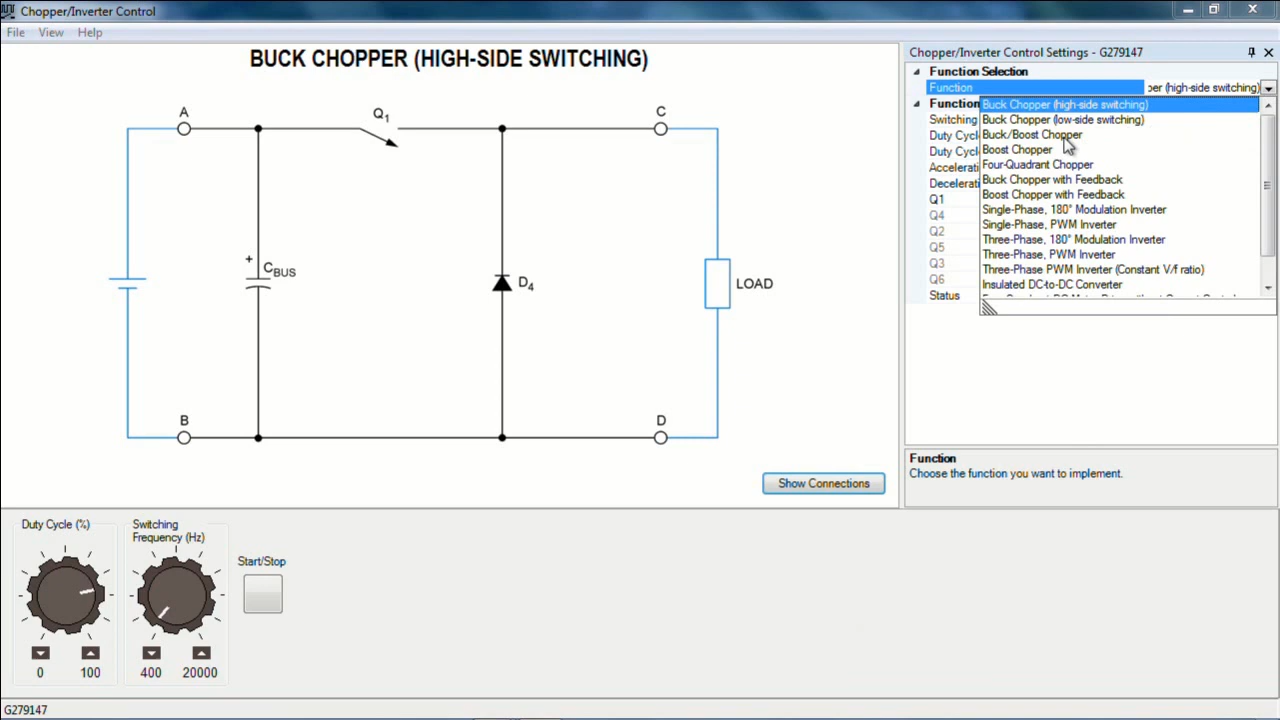 Chopper/Inverter Control
File View Help
BUCK CHOPPER (HIGH-SIDE SWITCHING)
A
Q1
C
+
CBUS
D4
LOAD
B
D
Show Connections
Chopper/Inverter Control Settings - G279147
Function Selection
Function
per (high-side switching)
Function
Switching
Duty Cycl
Duty Cycl
Accelerati
Decelerati
Q1
Q4
Q2
Q5
Q3
Q6
Status
Buck Chopper (high-side switching)
Buck Chopper (low-side switching)
Buck/Boost Chopper
Boost Chopper
Four-Quadrant Chopper
Buck Chopper with Feedback
Boost Chopper with Feedback
Single-Phase, 180° Modulation Inverter
Single-Phase, PWM Inverter
Three-Phase, 180° Modulation Inverter
Three-Phase, PWM Inverter
Three-Phase PWM Inverter (Constant V/f ratio)
Insulated DC-to-DC Converter
Function
Choose the function you want to implement.
Duty Cycle (%)
0 100
Switching
Frequency (Hz)
400 20000
Start/Stop
G279147